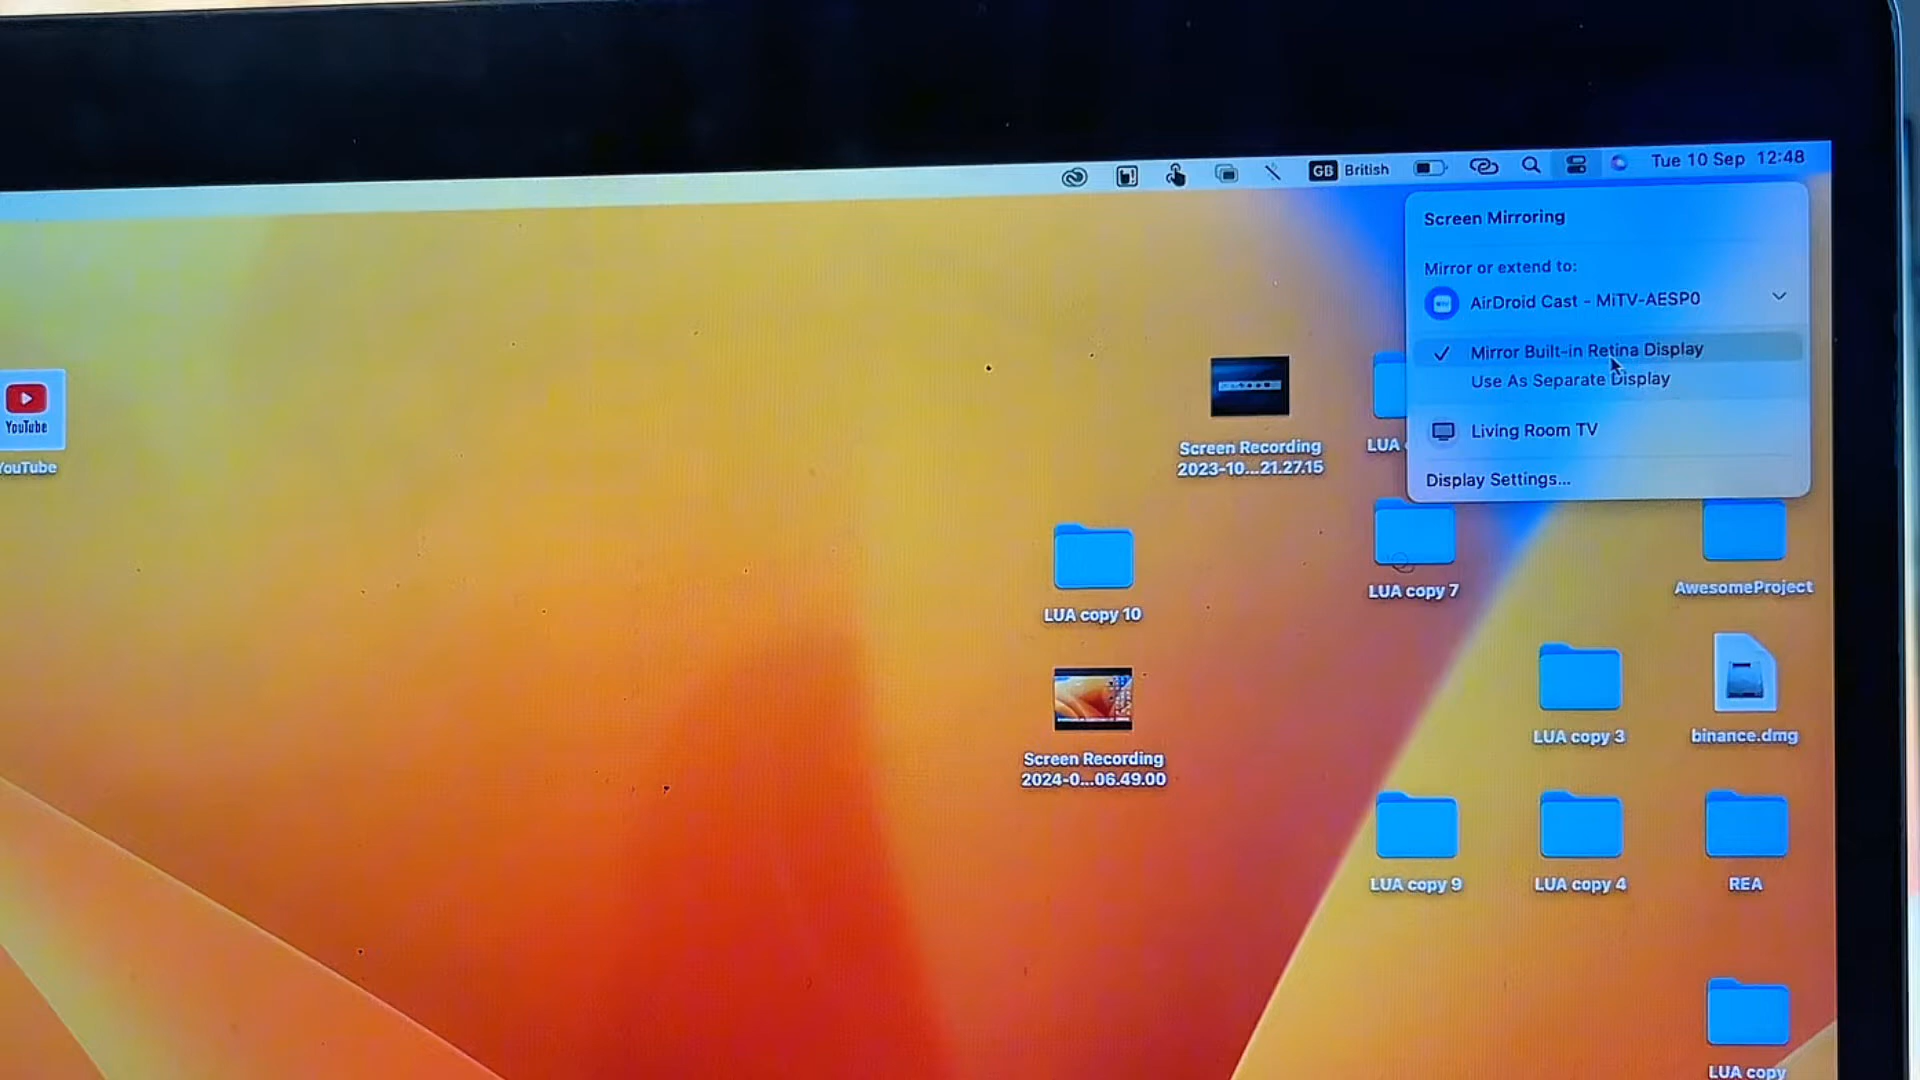 GB British Tue 10 Sep 12:48
Screen Mirroring
Mirror or extend to:
AirDroid Cast - MiTV-AESP0
Mirror Built-in Retina Display
Use As Separate Display
Living Room TV
Display Settings...
YouTube
YouTube
Screen Recording
2023-10...21.27.15
LUA
LUA copy 10
LUA copy 7
AwesomeProject
Screen Recording
2024-0...06.49.00
LUA copy 3
binance.dmg
LUA copy 9
LUA copy 4
REA
LUA copy